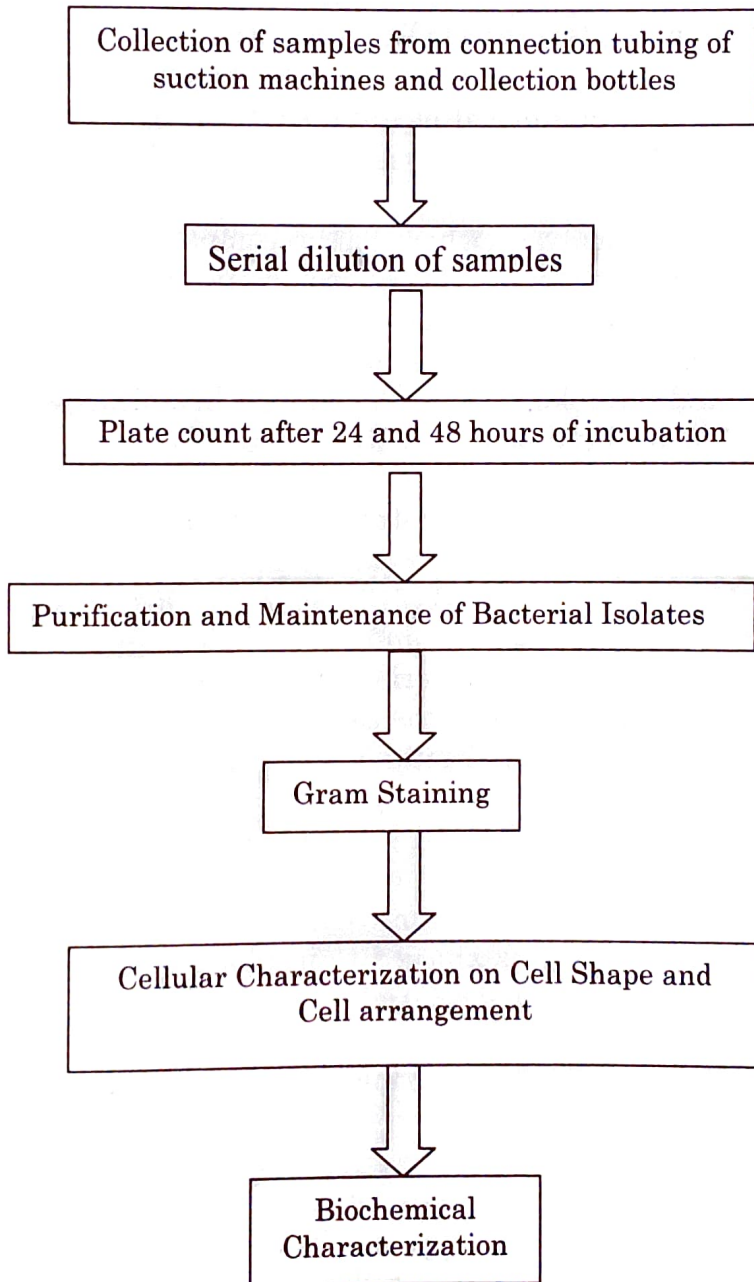 Collection of samples from connection tubing of
suction machines and collection bottles
Serial dilution of samples
Plate count after 24 and 48 hours of incubation
Purification and Maintenance of Bacterial Isolates
Gram Staining
Cellular Characterization on Cell Shape and
Cell arrangement
Biochemical
Characterization